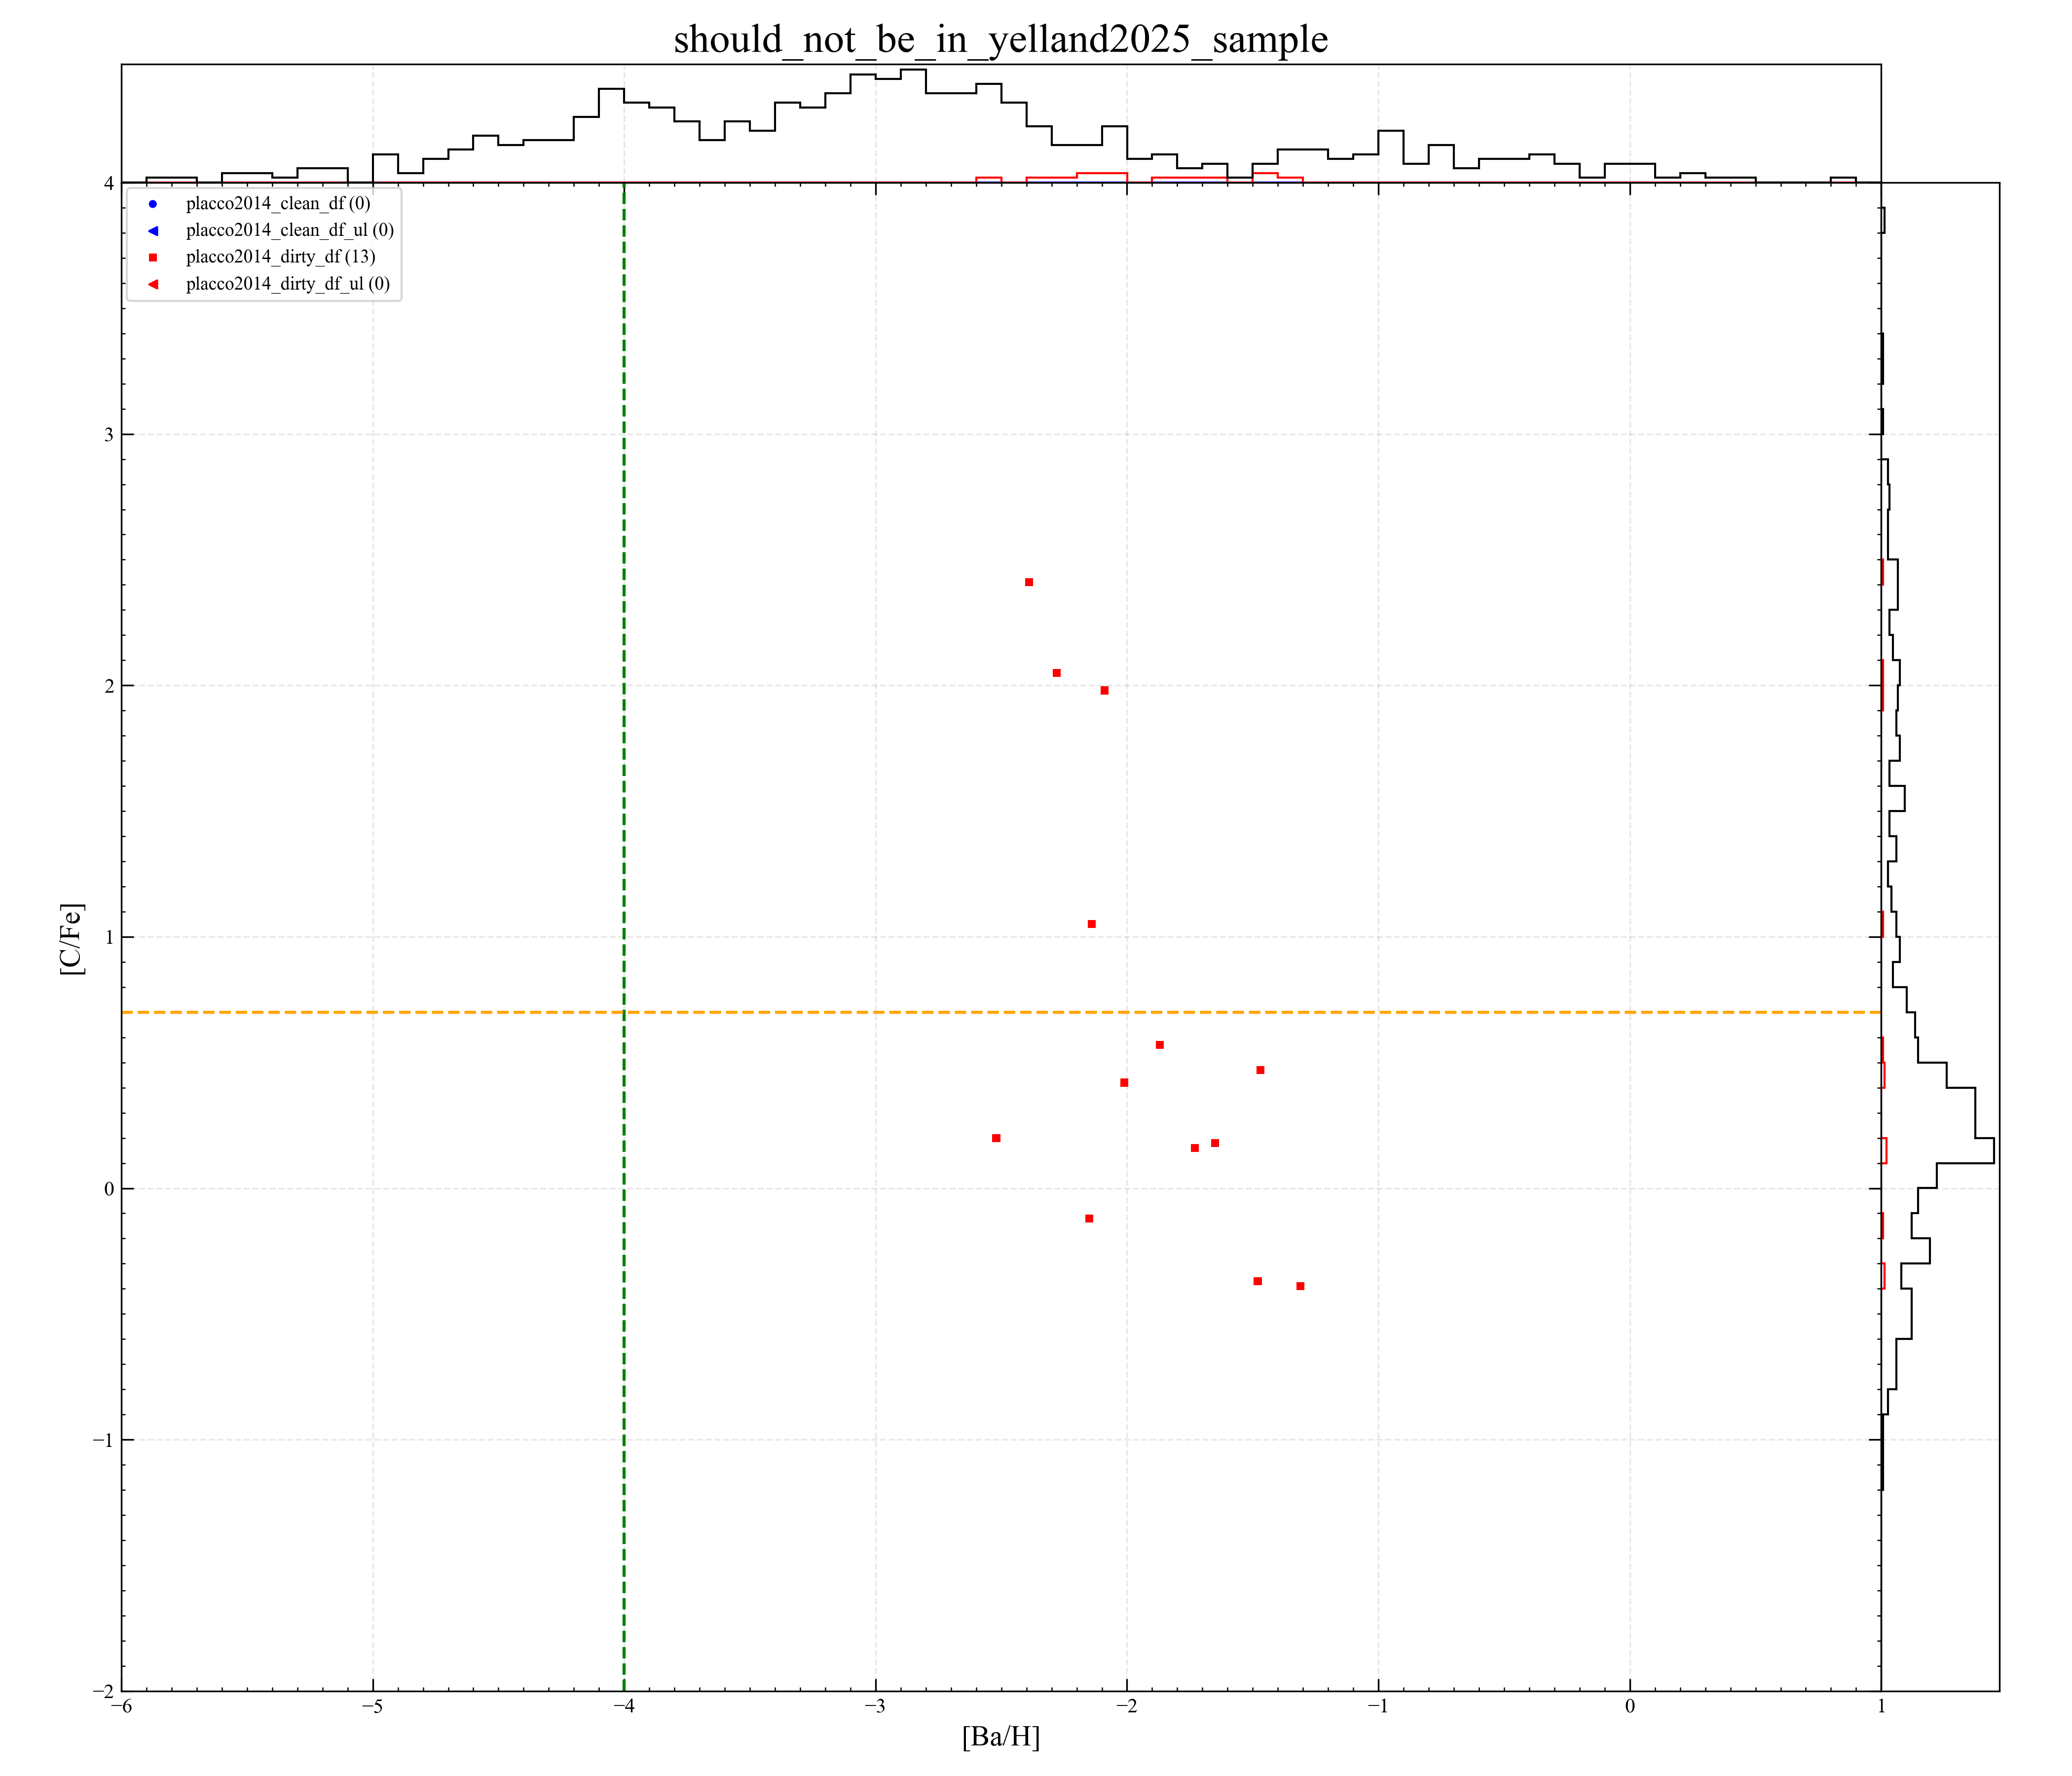 should_not_be_in_yelland2025_sample
placco2014_clean_df (0)
placco2014_clean_df_ul (0)
placco2014_dirty_df (13)
placco2014_dirty_df_ul (0)
4
3
2
1
0
−1
−2
[C/Fe]
−6 −5 −4 −3 −2 −1 0 1
[Ba/H]